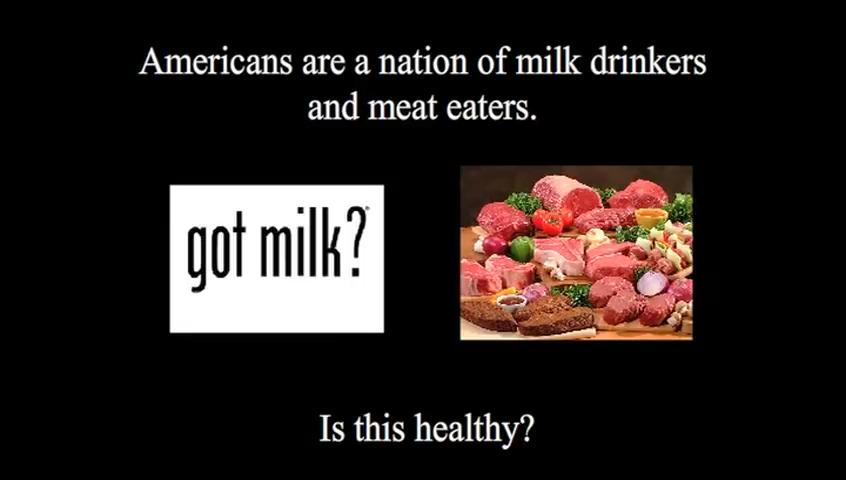 Americans are a nation of milk drinkers
and meat eaters.
got milk?®
Is this healthy?